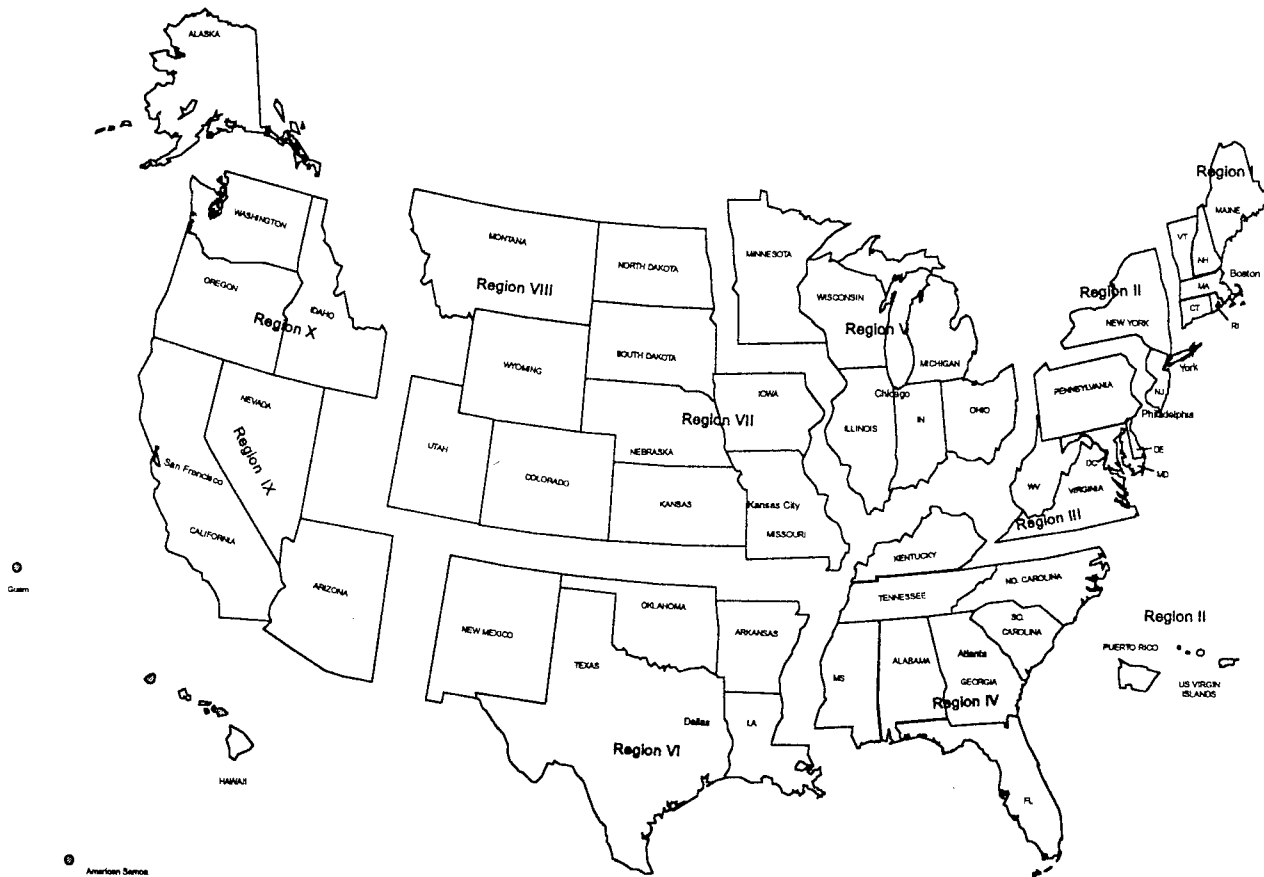 ALASKA
Region I
WASHINGTON
MAINE
MONTANA
VT
NH
MINNESOTA
NORTH DAKOTA
Boston
OREGON
Region VIII
MA
Region II
WISCONSIN
IDAHO
CT
Region X
NEW YORK
RI
Region V
SOUTH DAKOTA
MICHIGAN
WYOMING
York
PENNSYLVANIA
IOWA
Chicago
OHIO
NJ
NEVADA
Philadelphia
Region VII
IN
ILLINOIS
UTAH
Region IX
NEBRASKA
DE
San Francisco
DC
MD
COLORADO
WV
VIRGINIA
KANSAS
Kansas City
Region III
CALIFORNIA
MISSOURI
KENTUCKY
ARIZONA
NO. CAROLINA
Guam
TENNESSEE
OKLAHOMA
SO.
CAROLINA
Region II
NEW MEXICO
ARKANSAS
PUERTO RICO
Atlanta
ALABAMA
TEXAS
MS
GEORGIA
US VIRGIN
ISLANDS
Region IV
Dallas
LA
Region VI
HAWAII
FL
American Samoa